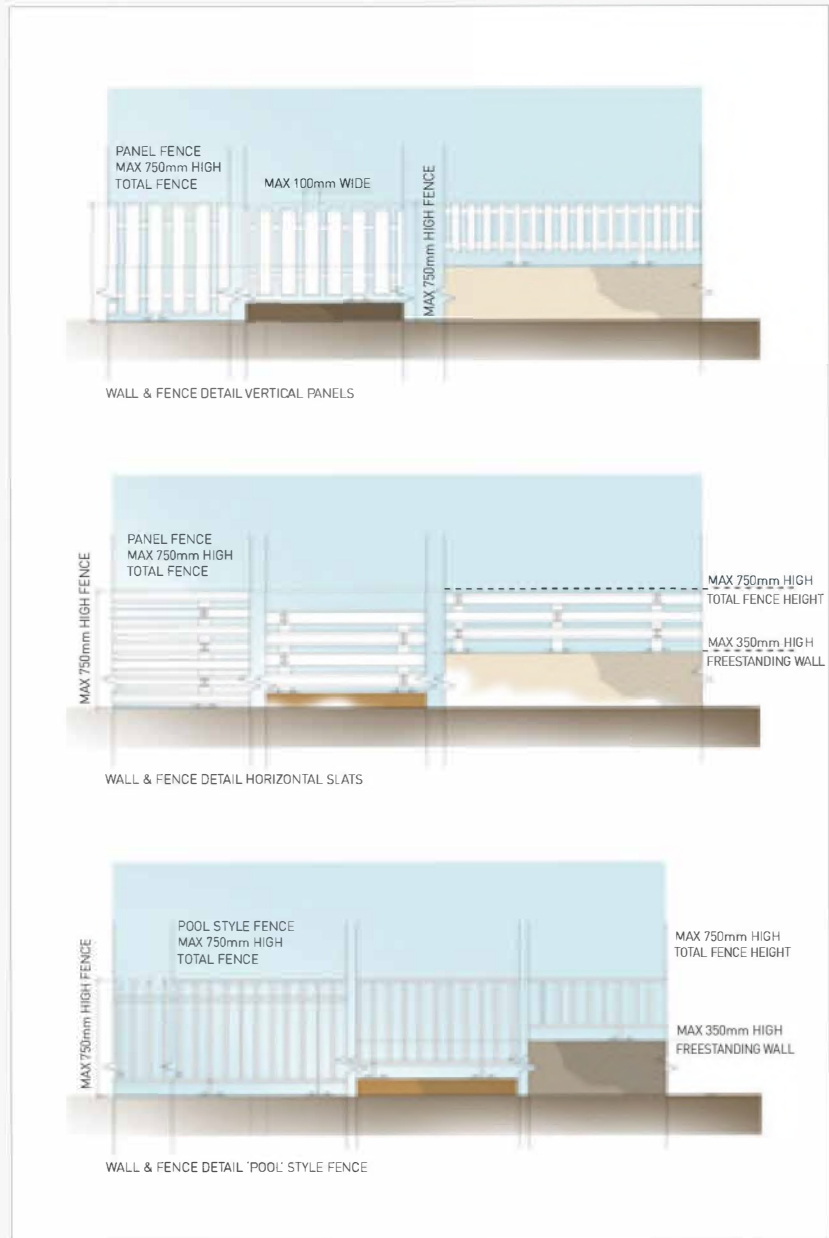 PANEL FENCE
MAX 750mm HIGH
TOTAL FENCE
MAX 100mm WIDE
MAX 750mm HIGH FENCE
WALL & FENCE DETAIL VERTICAL PANELS
MAX 750mm HIGH FENCE
PANEL FENCE
MAX 750mm HIGH
TOTAL FENCE
MAX 750mm HIGH
TOTAL FENCE HEIGHT
MAX 350mm HIGH
FREESTANDING WALL
WALL & FENCE DETAIL HORIZONTAL SLATS
MAX 750mm HIGH FENCE
POOL STYLE FENCE
MAX 750mm HIGH
TOTAL FENCE
MAX 750mm HIGH
TOTAL FENCE HEIGHT
MAX 350mm HIGH
FREESTANDING WALL
WALL & FENCE DETAIL 'POOL' STYLE FENCE